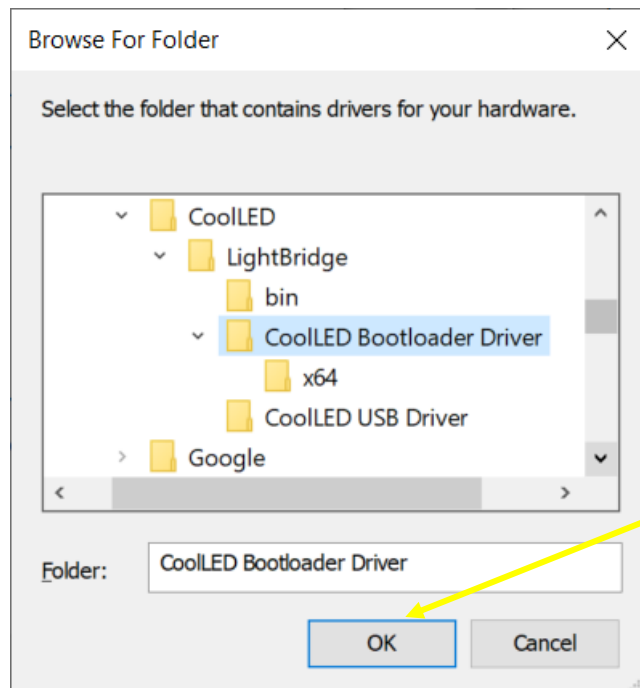 Browse For Folder
Select the folder that contains drivers for your hardware.
CoolLED
LightBridge
bin
CoolLED Bootloader Driver
x64
CoolLED USB Driver
Google
Folder: CoolLED Bootloader Driver
OK Cancel